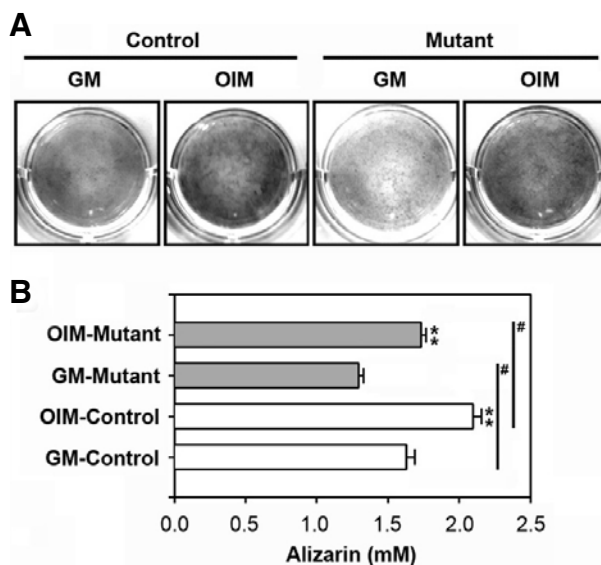 A
Control Mutant
GM OIM GM OIM
B
OIM-Mutant ** #
GM-Mutant #
OIM-Control **
GM-Control
0.0 0.5 1.0 1.5 2.0 2.5
Alizarin (mM)